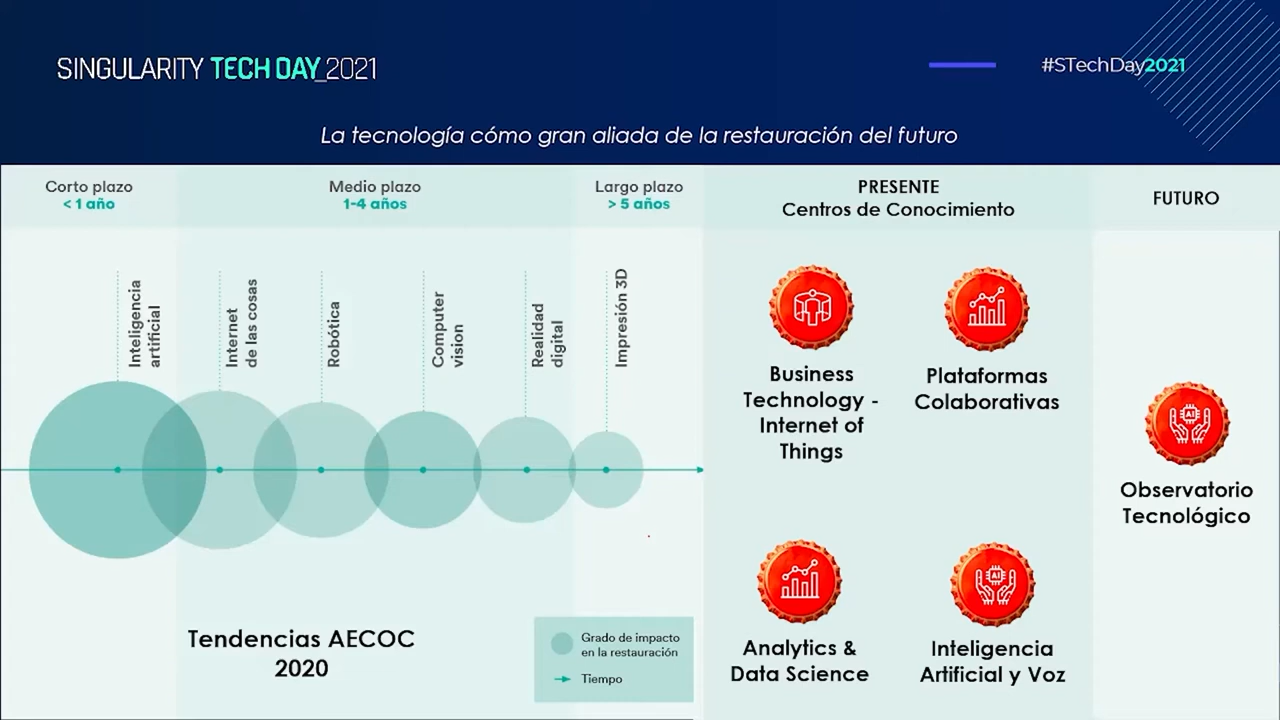 SINGULARITY TECH DAY_2021
#STechDay2021
La tecnología cómo gran aliada de la restauración del futuro
Corto plazo
< 1 año
Medio plazo
1-4 años
Largo plazo
> 5 años
PRESENTE
Centros de Conocimiento
FUTURO
Inteligencia
artificial
Internet
de las cosas
Robótica
Computer
vision
Realidad
digital
Impresión 3D
Tendencias AECOC
2020
Grado de impacto
en la restauración
Tiempo
Business
Technology -
Internet of
Things
Plataformas
Colaborativas
Analytics &
Data Science
AI
Inteligencia
Artificial y Voz
AI
Observatorio
Tecnológico